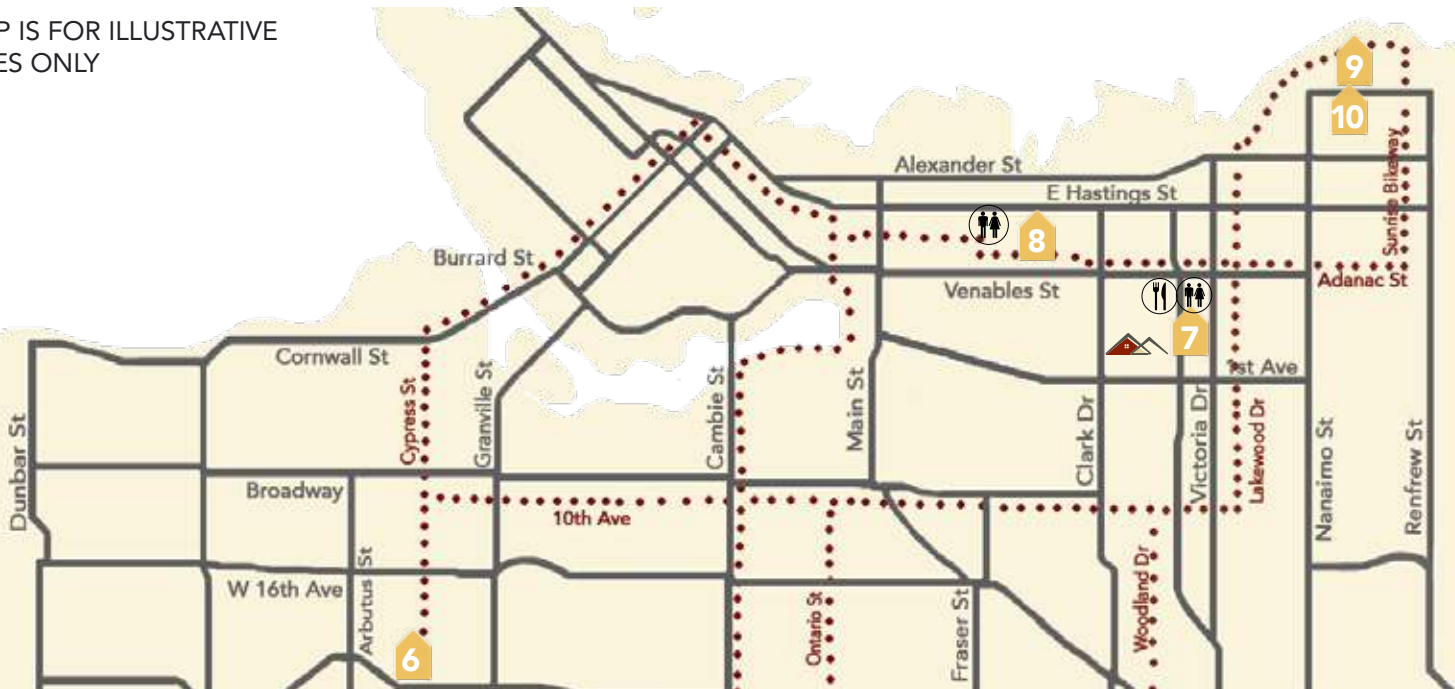 P IS FOR ILLUSTRATIVE
ES ONLY
9
10
Alexander St
E Hastings St
Sunrise Bikeway
8
Burrard St
Venables St
Adanac St
7
Cornwall St
1st Ave
Cypress St
Granville St
Cambie St
Main St
Clark Dr
Victoria Dr
Lakewood Dr
Nanaimo St
Renfrew St
Dunbar St
Broadway
10th Ave
W 16th Ave
Arbutus St
Ontario St
Fraser St
Woodland Dr
6